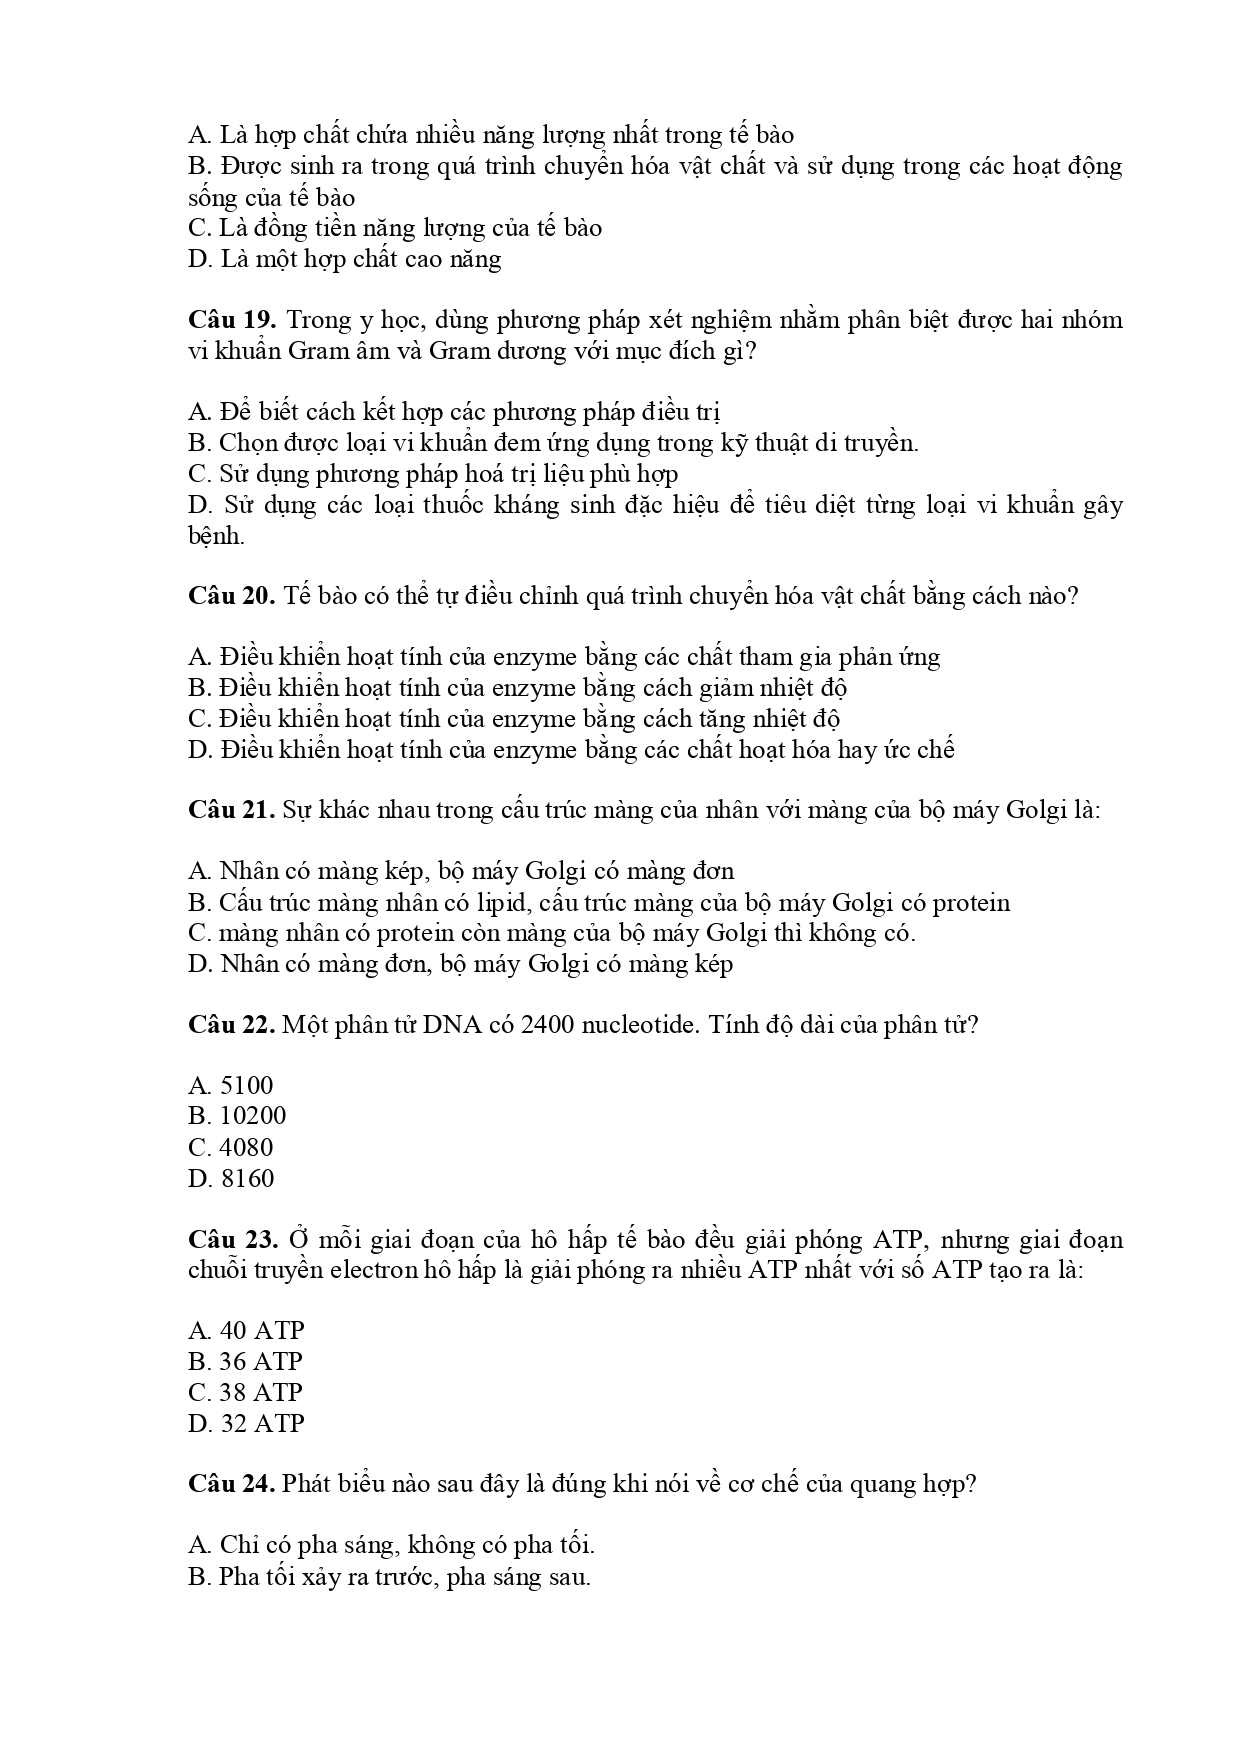 A. Là hợp chất chứa nhiều năng lượng nhất trong tế bào
B. Được sinh ra trong quá trình chuyển hóa vật chất và sử dụng trong các hoạt động
sống của tế bào
C. Là đồng tiền năng lượng của tế bào
D. Là một hợp chất cao năng
Câu 19. Trong y học, dùng phương pháp xét nghiệm nhằm phân biệt được hai nhóm
vi khuẩn Gram âm và Gram dương với mục đích gì?
A. Để biết cách kết hợp các phương pháp điều trị
B. Chọn được loại vi khuẩn đem ứng dụng trong kỹ thuật di truyền.
C. Sử dụng phương pháp hoá trị liệu phù hợp
D. Sử dụng các loại thuốc kháng sinh đặc hiệu để tiêu diệt từng loại vi khuẩn gây
bệnh.
Câu 20. Tế bào có thể tự điều chỉnh quá trình chuyển hóa vật chất bằng cách nào?
A. Điều khiển hoạt tính của enzyme bằng các chất tham gia phản ứng
B. Điều khiển hoạt tính của enzyme bằng cách giảm nhiệt độ
C. Điều khiển hoạt tính của enzyme bằng cách tăng nhiệt độ
D. Điều khiển hoạt tính của enzyme bằng các chất hoạt hóa hay ức chế
Câu 21. Sự khác nhau trong cấu trúc màng của nhân với màng của bộ máy Golgi là:
A. Nhân có màng kép, bộ máy Golgi có màng đơn
B. Cấu trúc màng nhân có lipid, cấu trúc màng của bộ máy Golgi có protein
C. màng nhân có protein còn màng của bộ máy Golgi thì không có.
D. Nhân có màng đơn, bộ máy Golgi có màng kép
Câu 22. Một phân tử DNA có 2400 nucleotide. Tính độ dài của phân tử?
A. 5100
B. 10200
C. 4080
D. 8160
Câu 23. Ở mỗi giai đoạn của hô hấp tế bào đều giải phóng ATP, nhưng giai đoạn
chuỗi truyền electron hô hấp là giải phóng ra nhiều ATP nhất với số ATP tạo ra là:
A. 40 ATP
B. 36 ATP
C. 38 ATP
D. 32 ATP
Câu 24. Phát biểu nào sau đây là đúng khi nói về cơ chế của quang hợp?
A. Chỉ có pha sáng, không có pha tối.
B. Pha tối xảy ra trước, pha sáng sau.